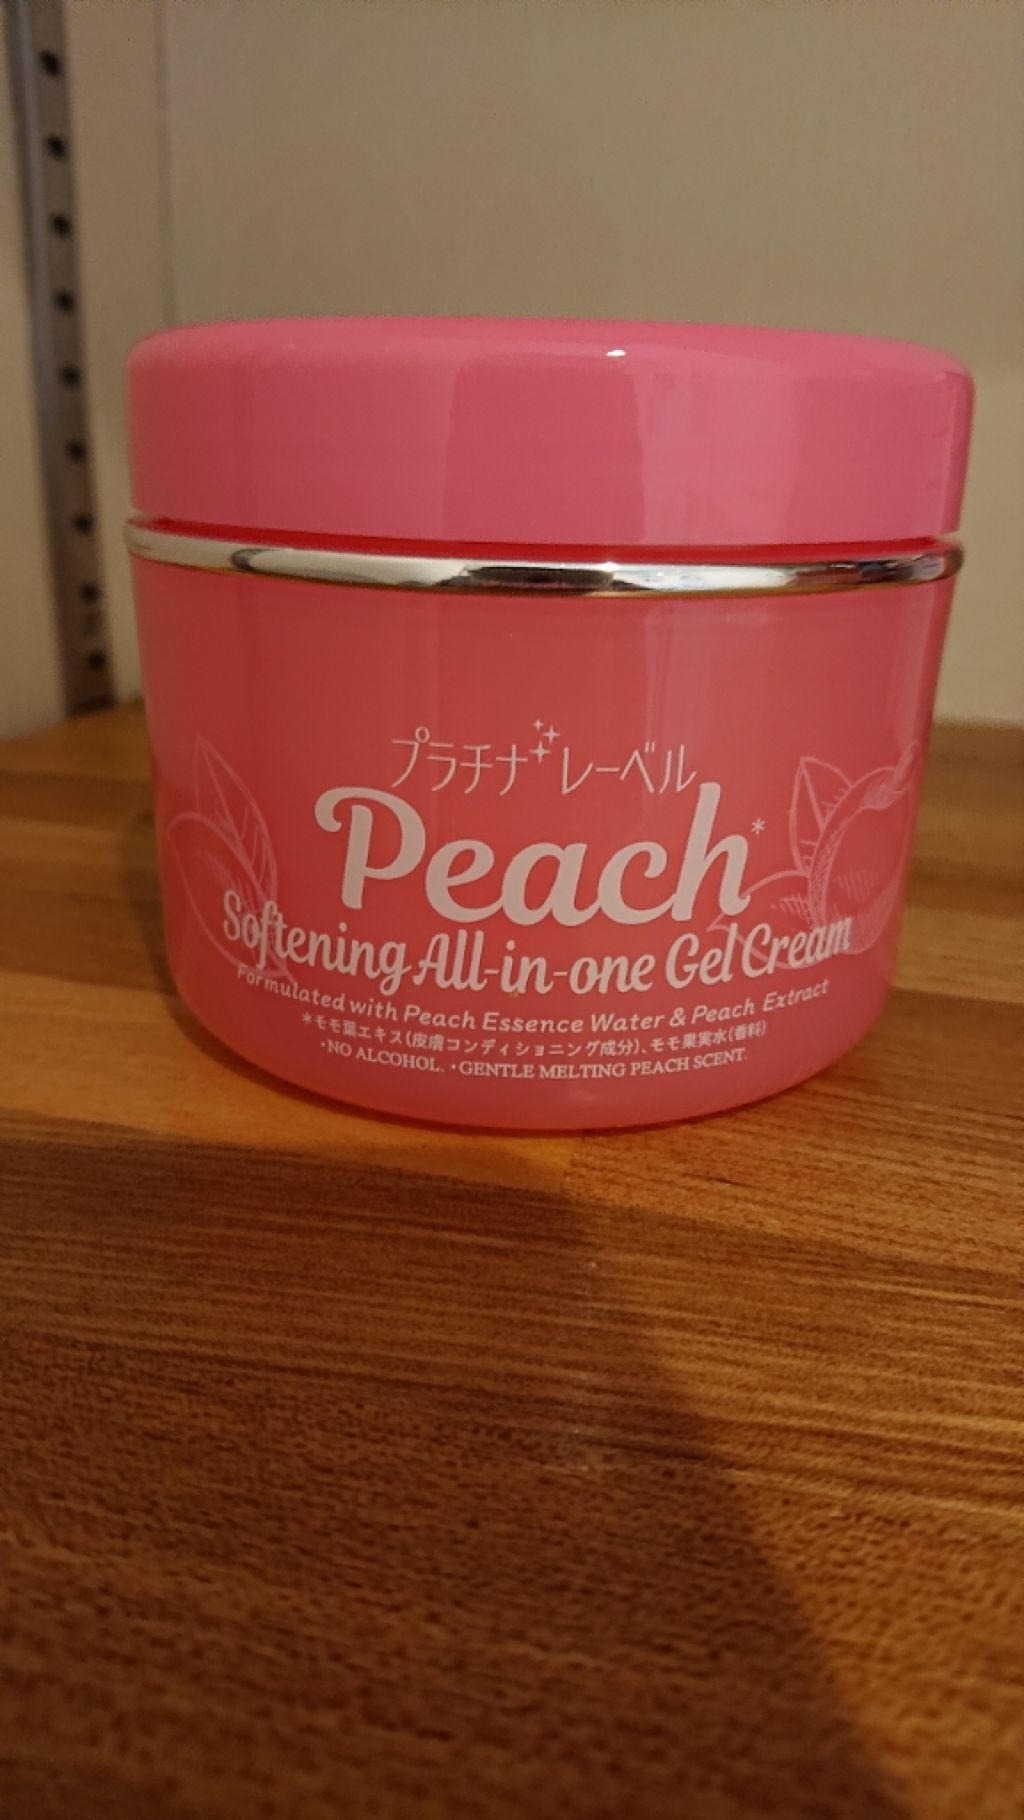 プラチナレーベル
Peach*
Softening All-in-one Gel Cream
Formulated with Peach Essence Water & Peach Extract
*モモ葉エキス(皮膚コンディショニング成分)、モモ果実水(香料)
・NO ALCOHOL. ・GENTLE MELTING PEACH SCENT.